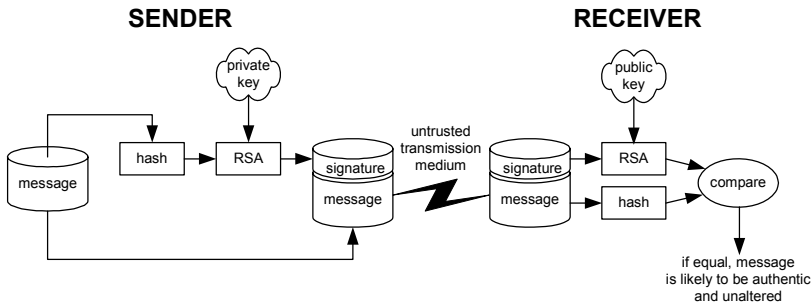 SENDER
RECEIVER
private
key
public
key
untrusted
transmission
medium
hash
RSA
signature
signature
RSA
message
message
message
hash
compare
if equal, message
is likely to be authentic
and unaltered